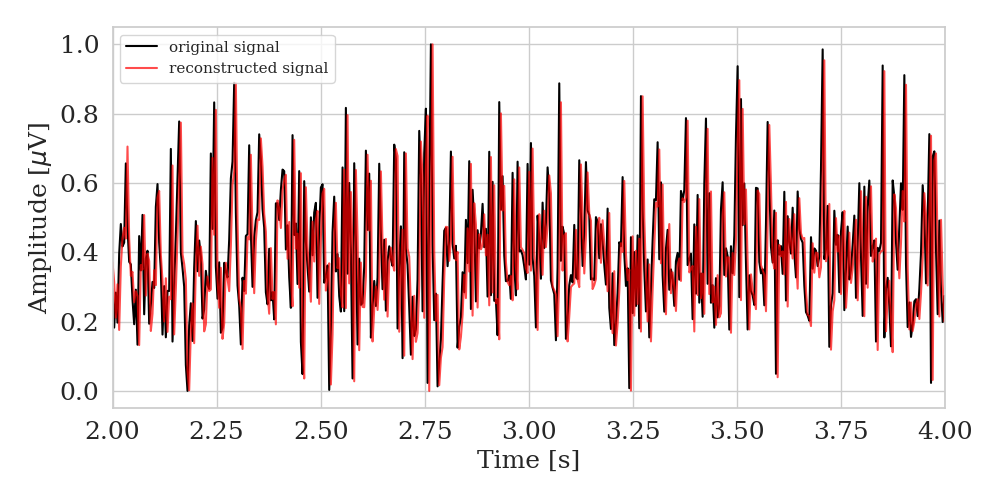 original signal
reconstructed signal
Amplitude [μV]
1.0
0.8
0.6
0.4
0.2
0.0
2.00 2.25 2.50 2.75 3.00 3.25 3.50 3.75 4.00
Time [s]